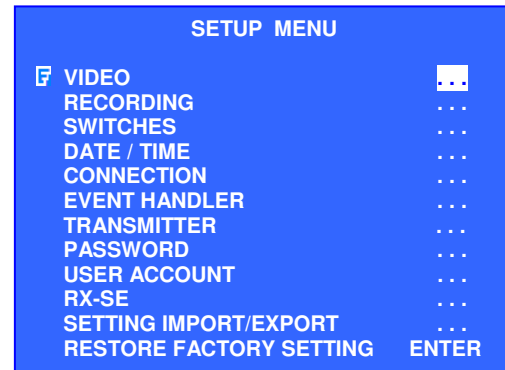 SETUP MENU
F VIDEO ...
RECORDING ...
SWITCHES ...
DATE / TIME ...
CONNECTION ...
EVENT HANDLER ...
TRANSMITTER ...
PASSWORD ...
USER ACCOUNT ...
RX-SE ...
SETTING IMPORT/EXPORT ...
RESTORE FACTORY SETTING ENTER